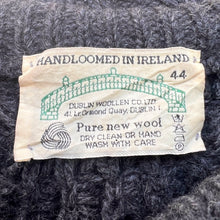 HANDLOOMED IN IRELAND
44
DUBLIN WOOLLEN CO. LTD
41 Lr Ormond Quay, DUBLIN 1
Pure new wool
DRY CLEAN OR HAND
WASH WITH CARE